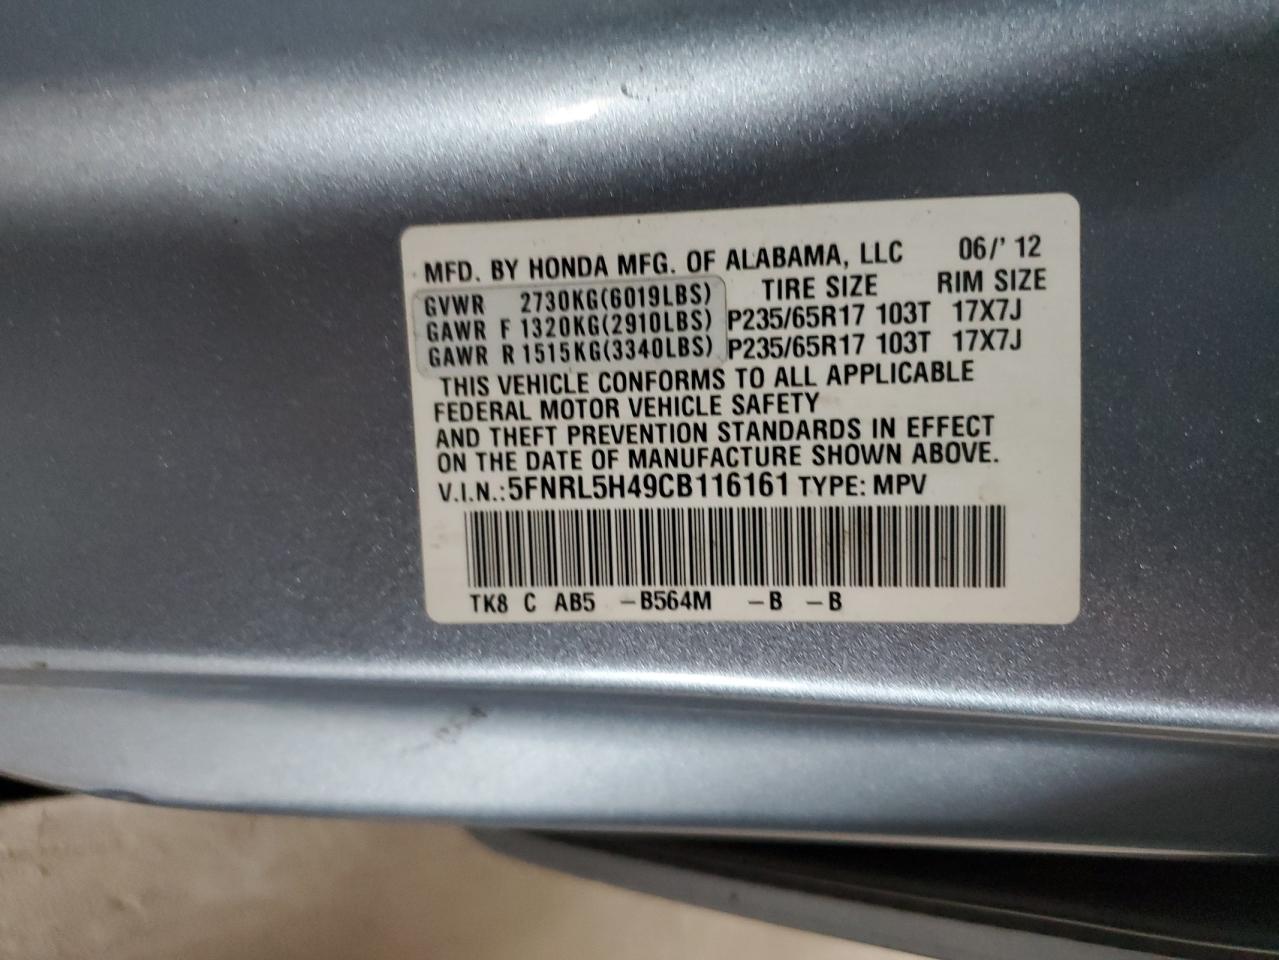 MFD. BY HONDA MFG. OF ALABAMA, LLC 06/' 12
GVWR 2730KG(6019LBS) TIRE SIZE RIM SIZE
GAWR F 1320KG(2910LBS) P235/65R17 103T 17X7J
GAWR R 1515KG(3340LBS) P235/65R17 103T 17X7J
THIS VEHICLE CONFORMS TO ALL APPLICABLE
FEDERAL MOTOR VEHICLE SAFETY
AND THEFT PREVENTION STANDARDS IN EFFECT
ON THE DATE OF MANUFACTURE SHOWN ABOVE.
V.I.N.: 5FNRL5H49CB116161 TYPE: MPV
TK8 C AB5 -B564M -B -B